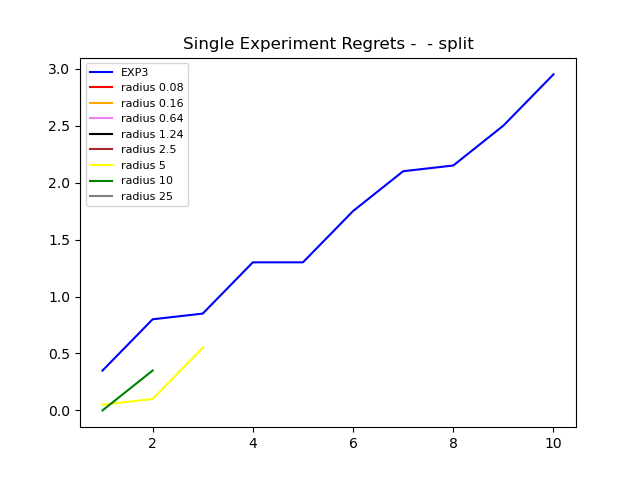 Single Experiment Regrets -  - split
EXP3
radius 0.08
radius 0.16
radius 0.64
radius 1.24
radius 2.5
radius 5
radius 10
radius 25
3.0
2.5
2.0
1.5
1.0
0.5
0.0
2 4 6 8 10